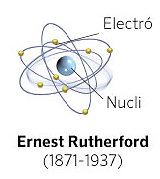 Electró
Nucli
Ernest Rutherford
(1871-1937)